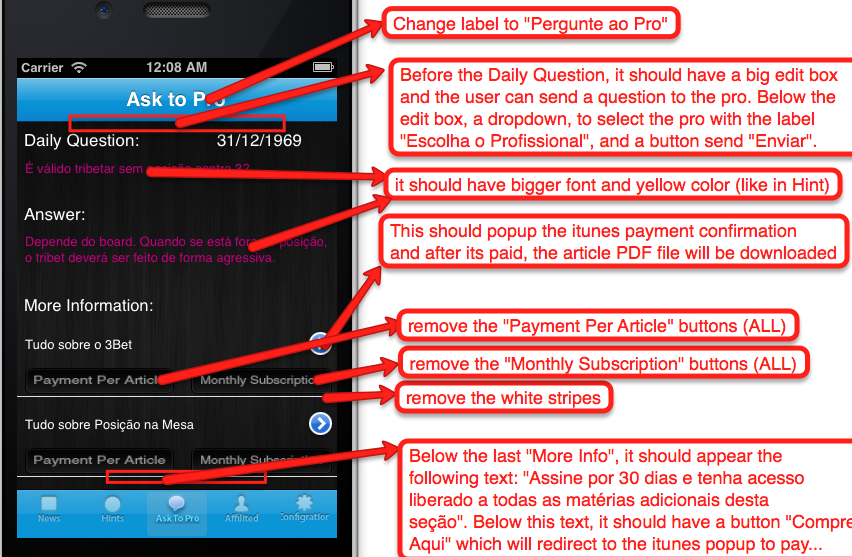 Change label to "Pergunte ao Pro"
Carrier 12:08 AM
Ask to Pro
Before the Daily Question, it should have a big edit box
and the user can send a question to the pro. Below the
edit box, a dropdown, to select the pro with the label
"Escolha o Profissional", and a button send "Enviar".
Daily Question: 31/12/1969
É válido tribetar sem posição contra 3?
it should have bigger font and yellow color (like in Hint)
Answer:
Depende do board. Quando se está fora de posição,
o tribet deverá ser feito de forma agressiva.
This should popup the itunes payment confirmation
and after its paid, the article PDF file will be downloaded
More Information:
Tudo sobre o 3Bet
remove the "Payment Per Article" buttons (ALL)
Payment Per Article Monthly Subscription
remove the "Monthly Subscription" buttons (ALL)
remove the white stripes
Tudo sobre Posição na Mesa
Payment Per Article Monthly Subscription
Below the last "More Info", it should appear the
following text: "Assine por 30 dias e tenha acesso
liberado a todas as matérias adicionais desta
seção". Below this text, it should have a button "Compre
Aqui" which will redirect to the itunes popup to pay...
News Hints Ask To Pro Affilited Configration